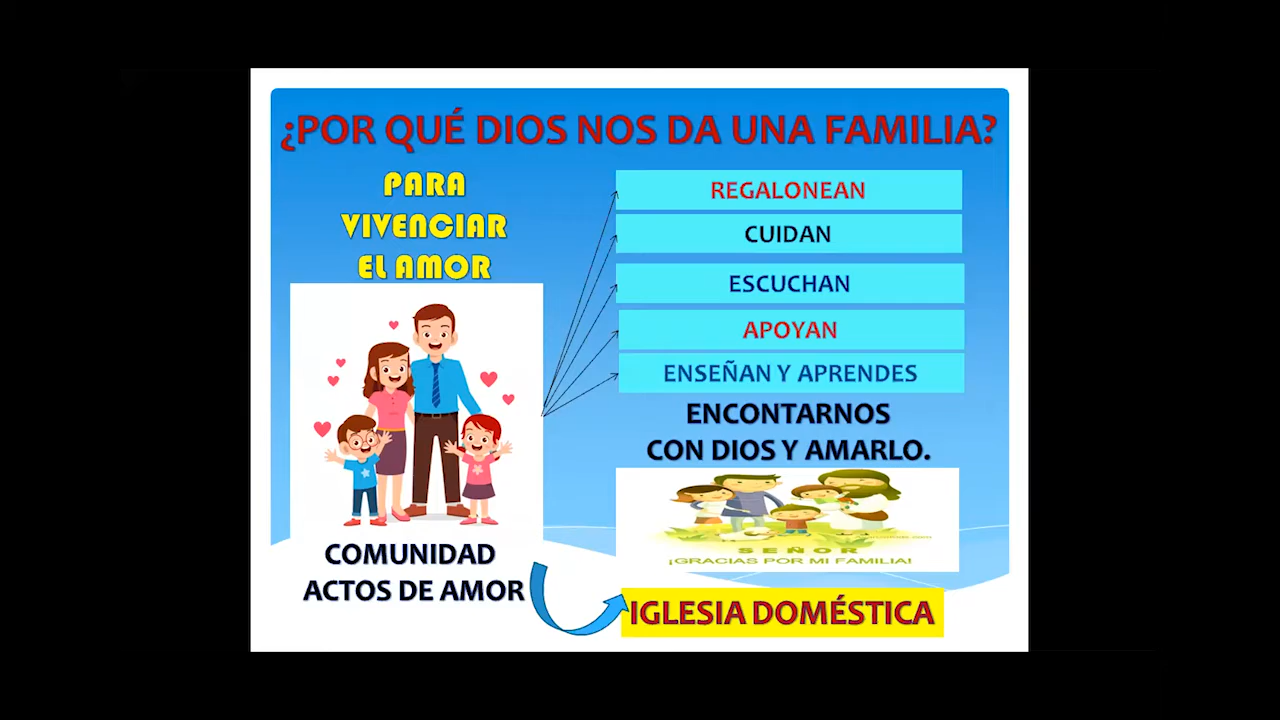 ¿POR QUÉ DIOS NOS DA UNA FAMILIA?
PARA
VIVENCIAR
EL AMOR
REGALONEAN
CUIDAN
ESCUCHAN
APOYAN
ENSEÑAN Y APRENDES
ENCONTARNOS
CON DIOS Y AMARLO.
SEÑOR
¡GRACIAS POR MI FAMILIA!
COMUNIDAD
ACTOS DE AMOR
IGLESIA DOMÉSTICA